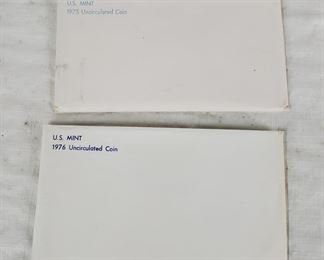 U.S. MINT
1975 Uncirculated Coin
U.S. MINT
1976 Uncirculated Coin